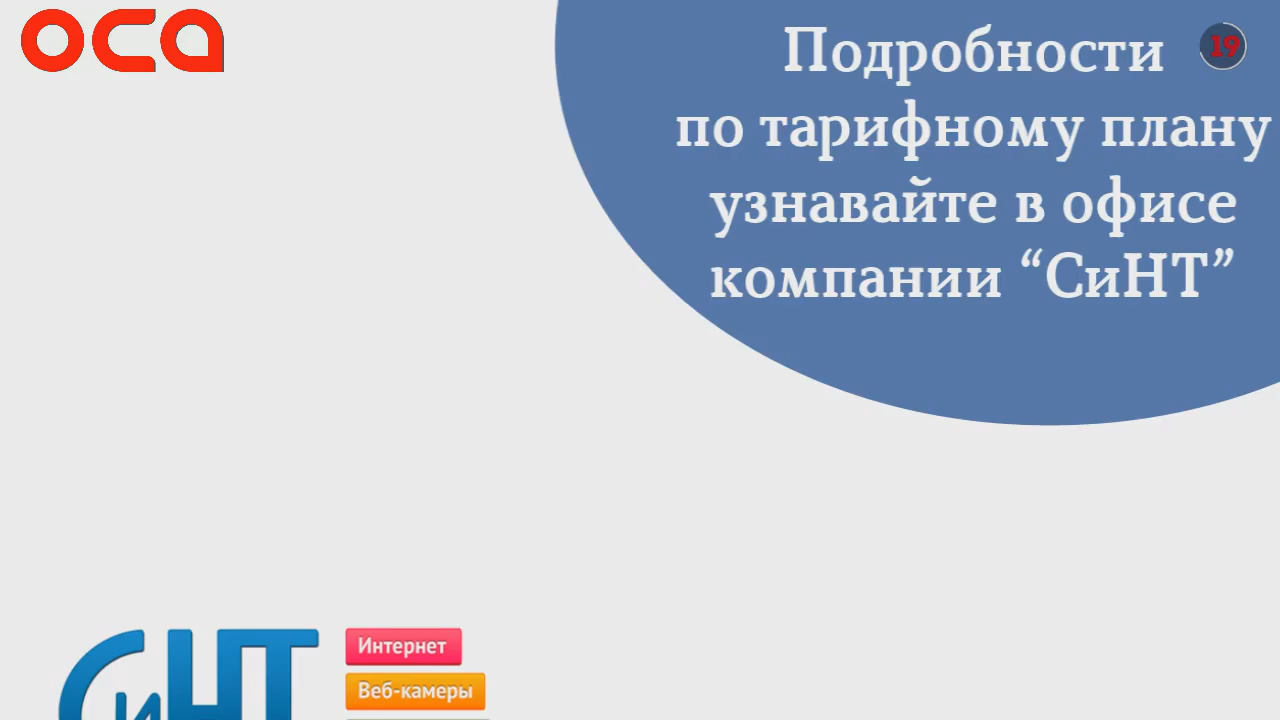 оса
Подробности
19
по тарифному плану
узнавайте в офисе
компании “СиНТ”
СиНТ
Интернет
Веб-камеры